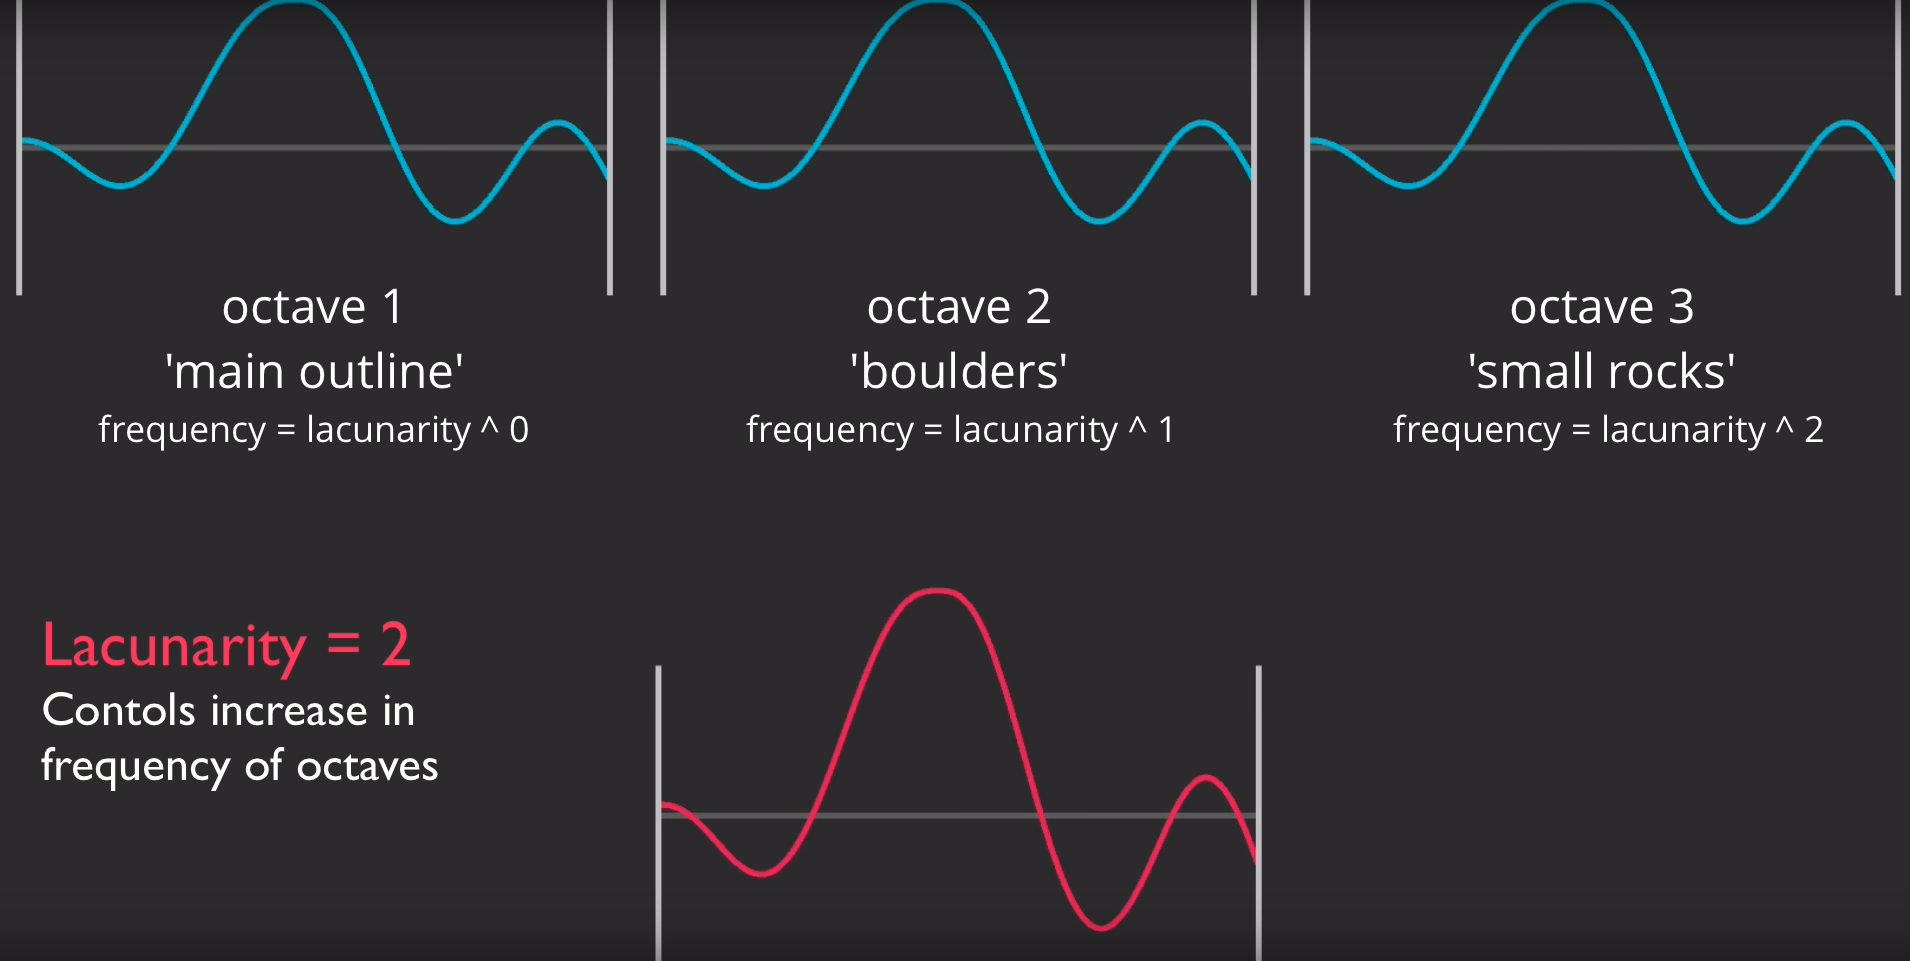 octave 1
'main outline'
frequency = lacunarity ^ 0
octave 2
'boulders'
frequency = lacunarity ^ 1
octave 3
'small rocks'
frequency = lacunarity ^ 2
Lacunarity = 2
Contols increase in
frequency of octaves